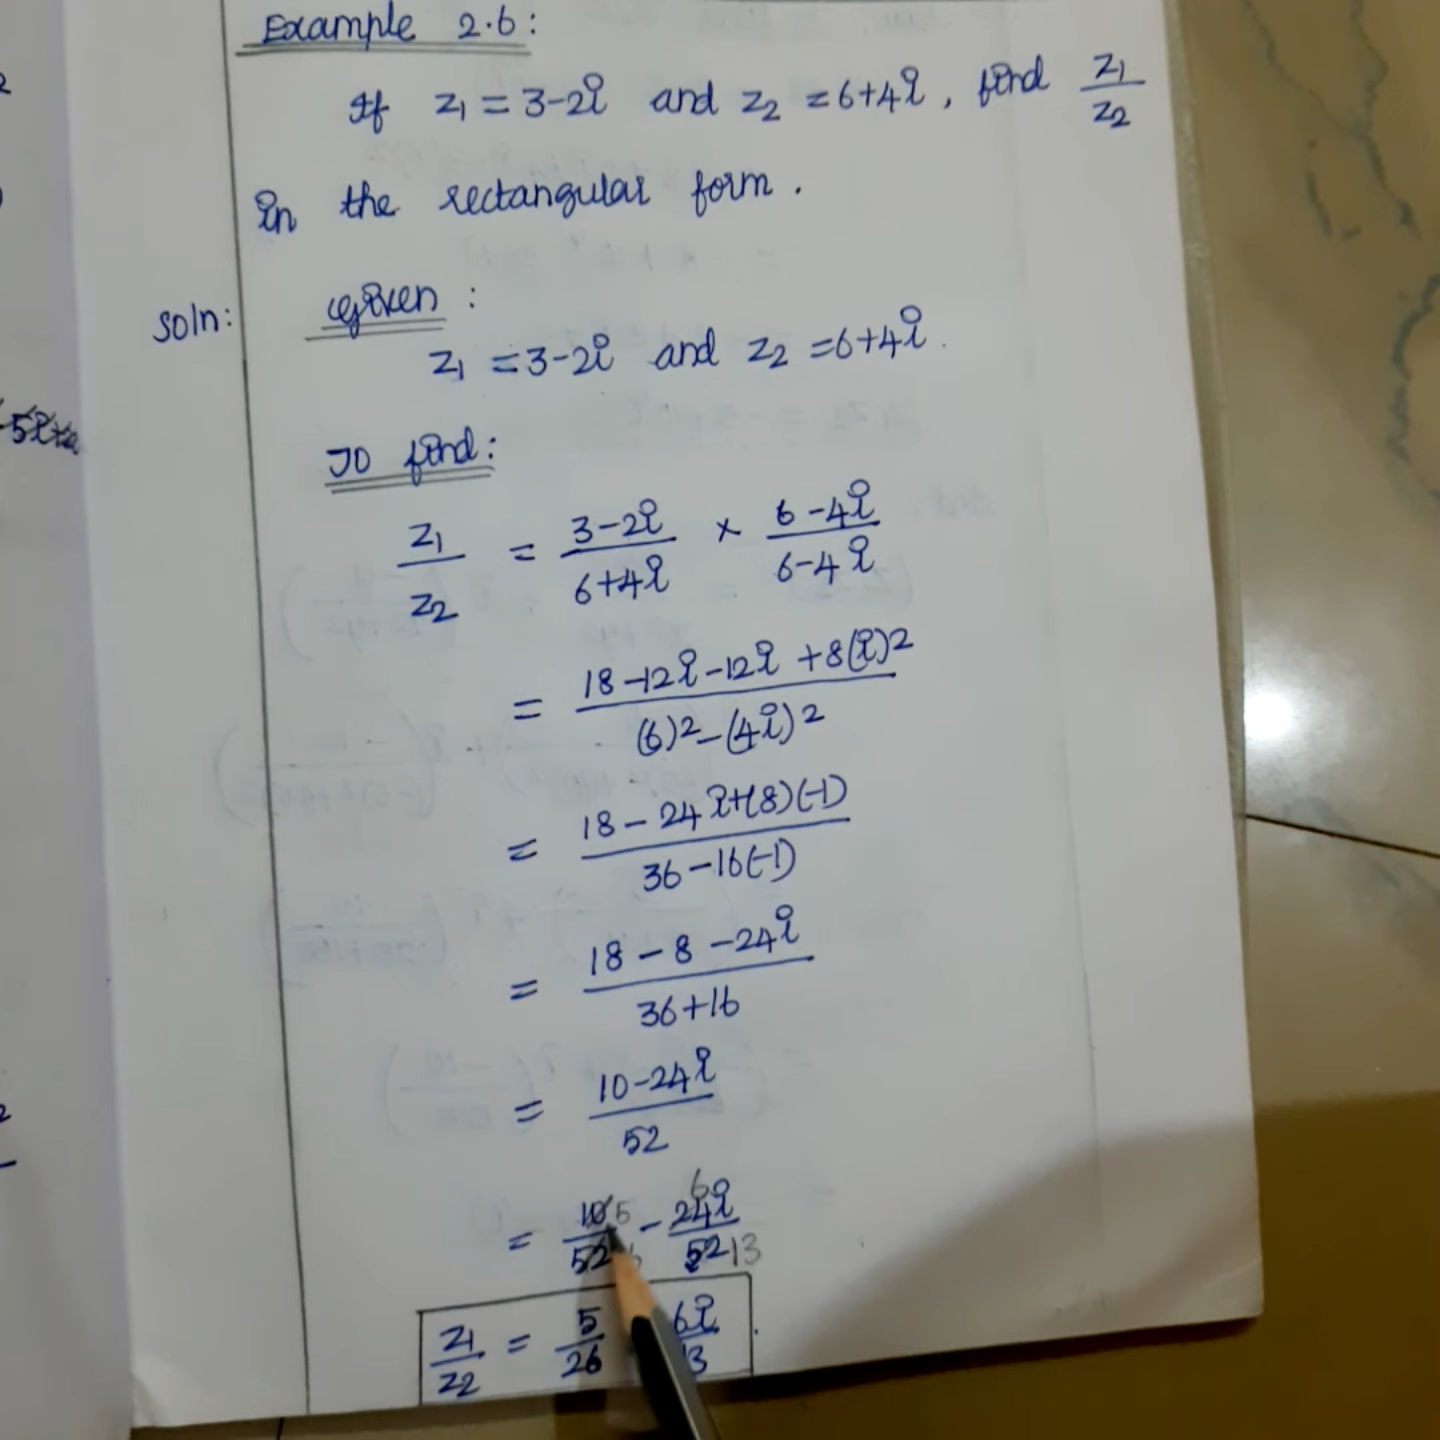 Example 2.6:
If z₁ = 3-2i and z₂ = 6+4i, find z₁/z₂
in the rectangular form.
Soln: Given:
z₁ = 3-2i and z₂ = 6+4i.
To find:
z₁/z₂ = (3-2i)/(6+4i) × (6-4i)/(6-4i)
= (18-12i-12i+8(i)²)/((6)²-(4i)²)
= (18-24i+(8)(-1))/(36-16(-1))
= (18-8-24i)/(36+16)
= (10-24i)/52
= 10/52 - 24i/52
5 6 13
z₁/z₂ = 5/26 6i/13